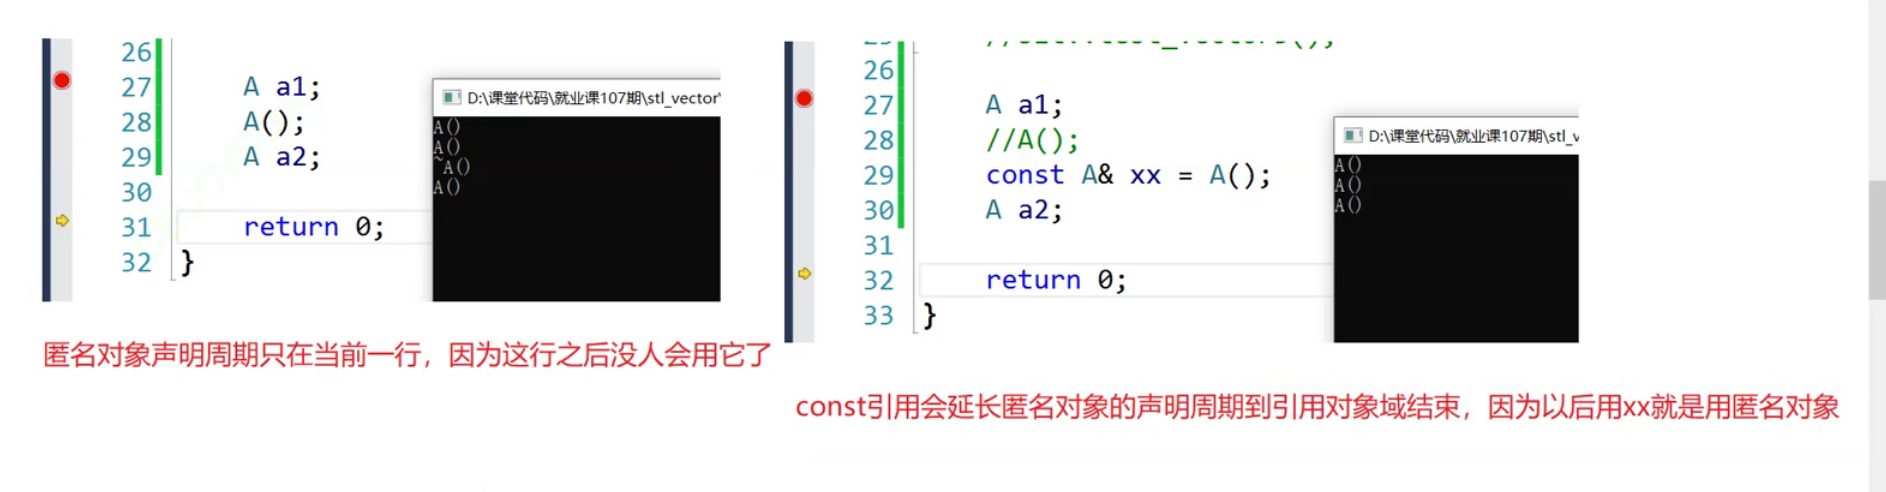 26
27 A a1;
28 A();
29 A a2;
30
31 return 0;
32 }
D:\课堂代码\就业课107期\stl_vector\
A()
A()
~A()
A()
匿名对象声明周期只在当前一行，因为这行之后没人会用它了
26
27 A a1;
28 //A();
29 const A& xx = A();
30 A a2;
31
32 return 0;
33 }
D:\课堂代码\就业课107期\stl_v
A()
A()
A()
const引用会延长匿名对象的声明周期到引用对象域结束，因为以后用xx就是用匿名对象